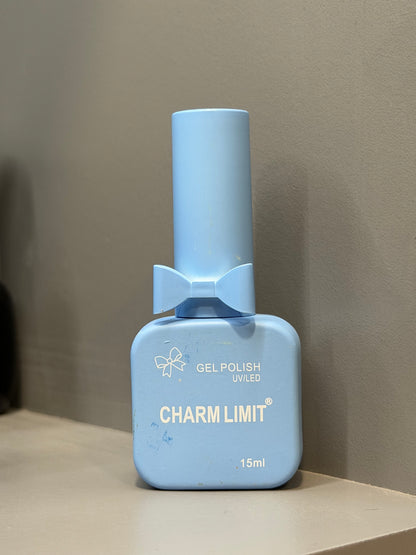 GEL POLISH
UV/LED
CHARM LIMIT®
15ml